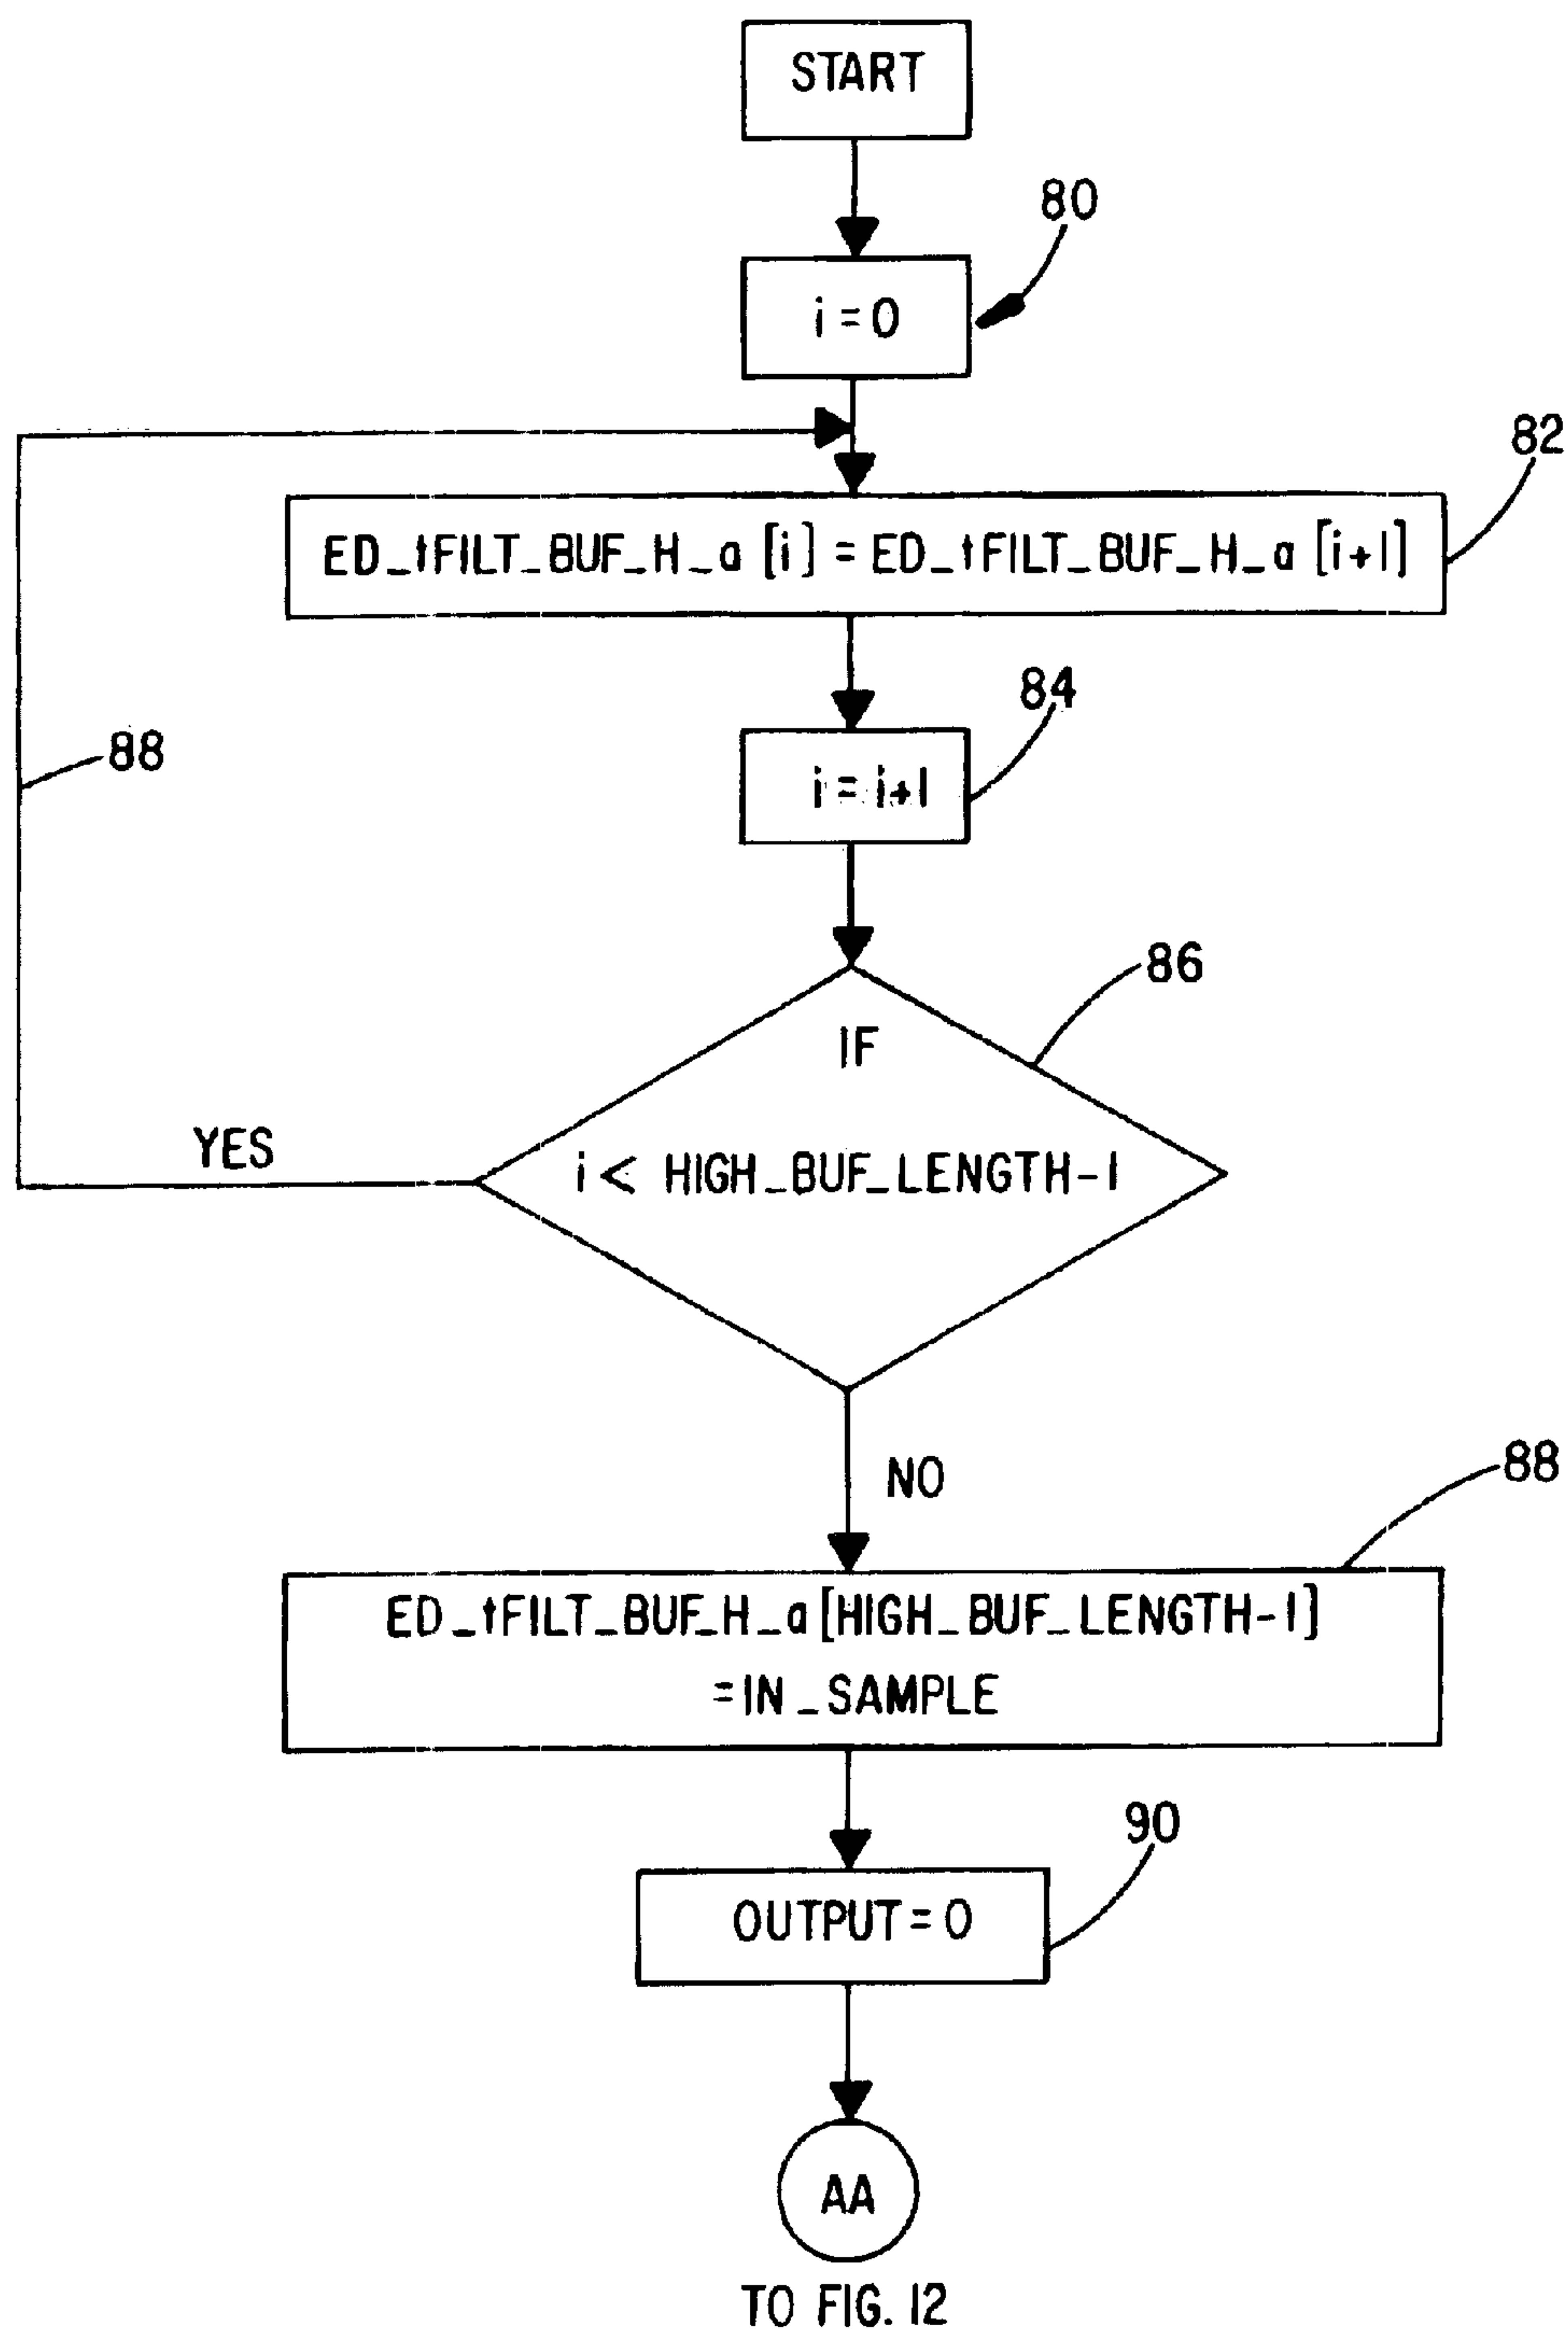 START
80
i = 0
82
ED_tFILT_BUF_H_a [i] = ED_tFILT_BUF_H_a [i+1]
84
88
i = i+1
86
IF
YES
i < HIGH_BUF_LENGTH-1
88
NO
ED_tFILT_BUF_H_a [HIGH_BUF_LENGTH-1]
=IN_SAMPLE
90
OUTPUT = 0
AA
TO FIG. 12